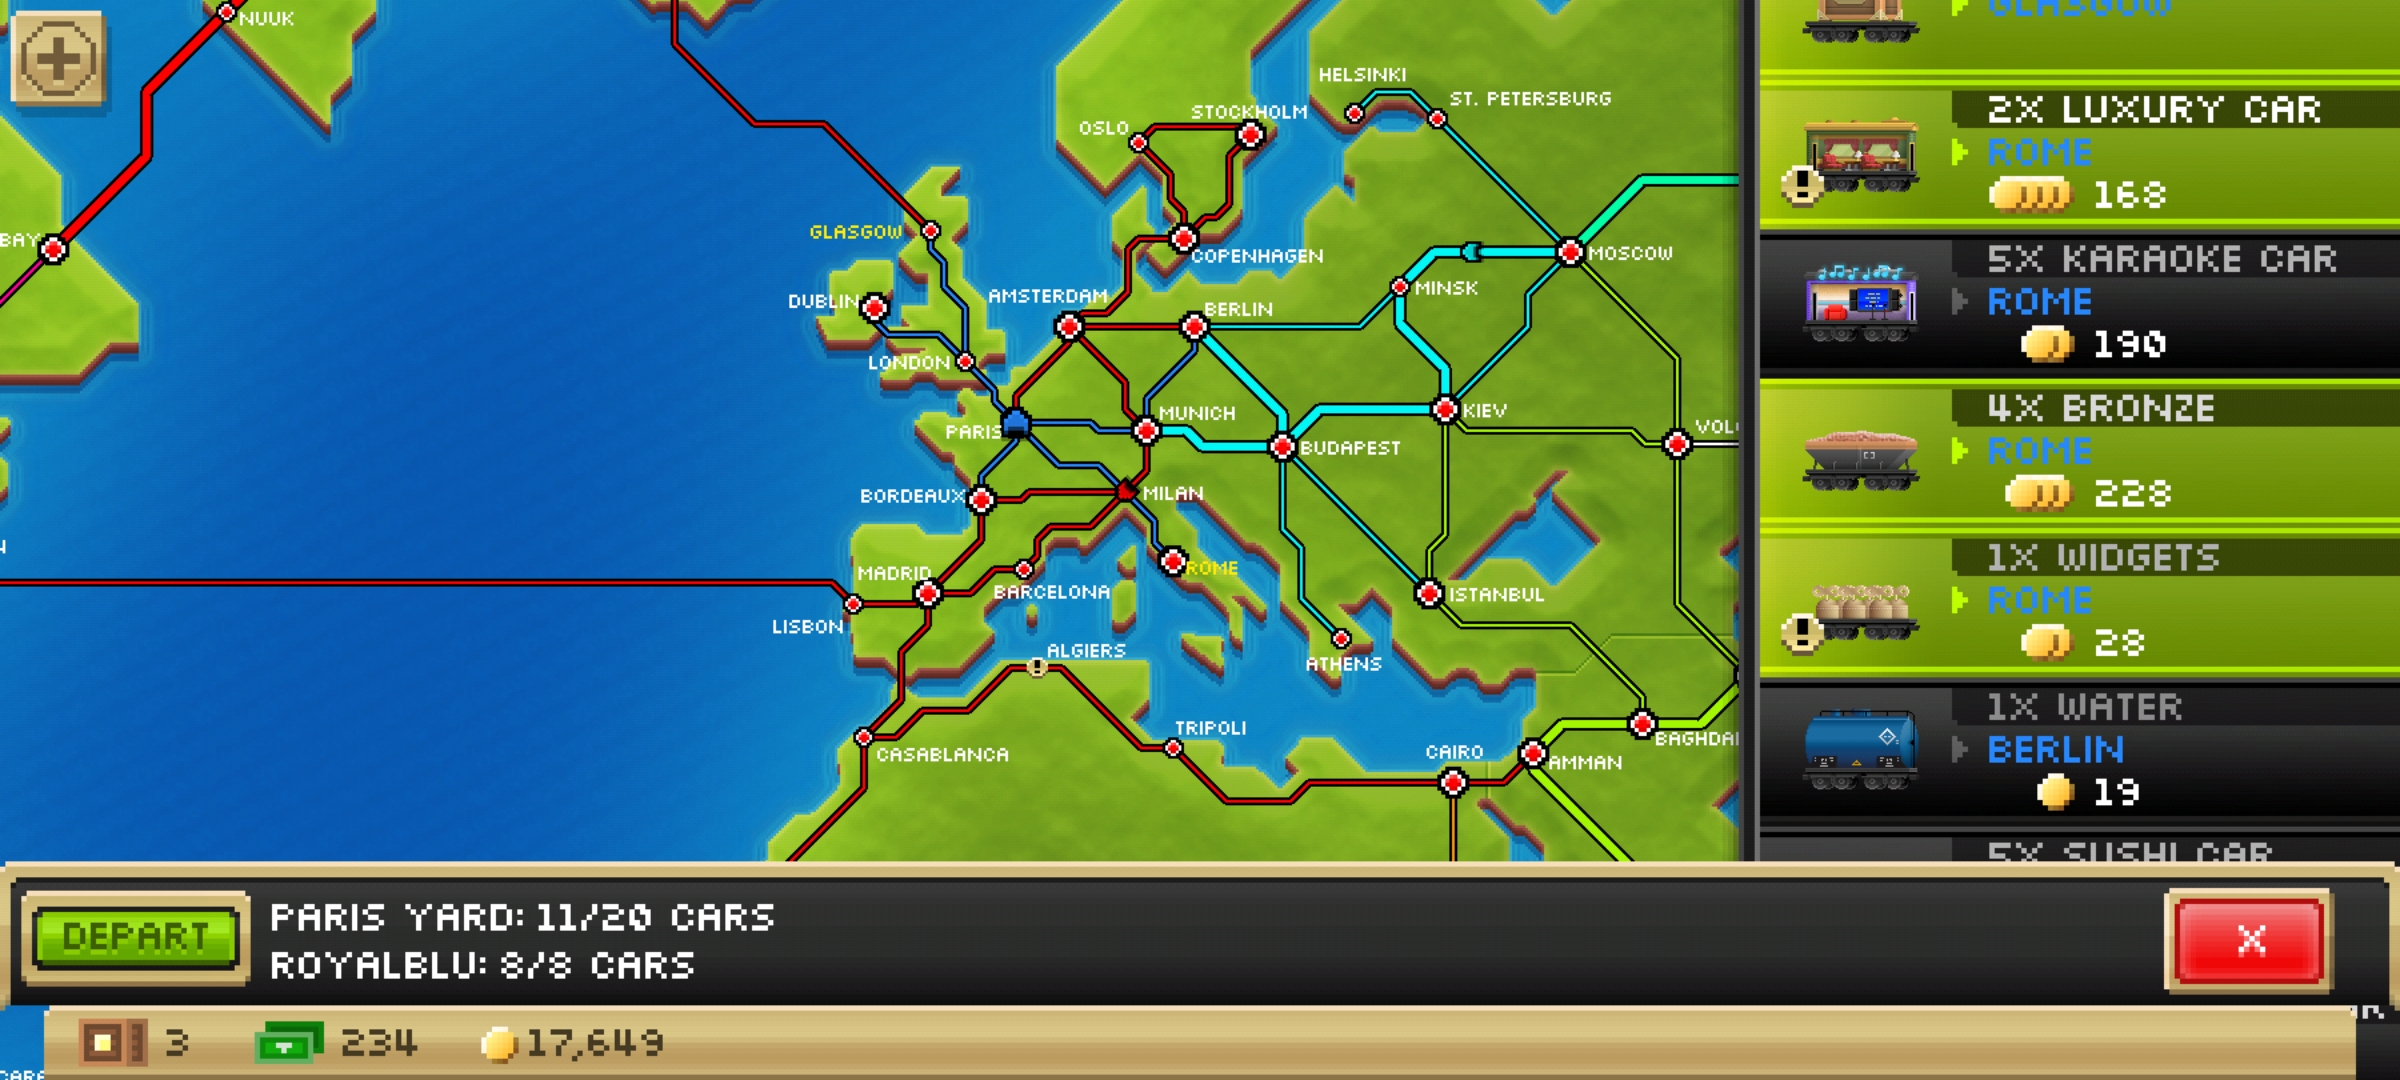 NUUK
GLASGOW
HELSINKI
ST. PETERSBURG
STOCKHOLM
OSLO
2X LUXURY CAR
ROME
168
GLASGOW
BAY
COPENHAGEN
MOSCOW
MINSK
5X KARAOKE CAR
ROME
190
DUBLIN
AMSTERDAM
BERLIN
LONDON
PARIS
MUNICH
KIEV
BUDAPEST
4X BRONZE
ROME
228
BORDEAUX
MILAN
1X WIDGETS
ROME
28
MADRID
ROME
BARCELONA
ISTANBUL
LISBON
ALGIERS
ATHENS
1X WATER
BERLIN
19
TRIPOLI
CASABLANCA
CAIRO
AMMAN
5X SUSHI CAR
DEPART
PARIS YARD: 11/20 CARS
ROYALBLU: 8/8 CARS
X
3
234
17,649